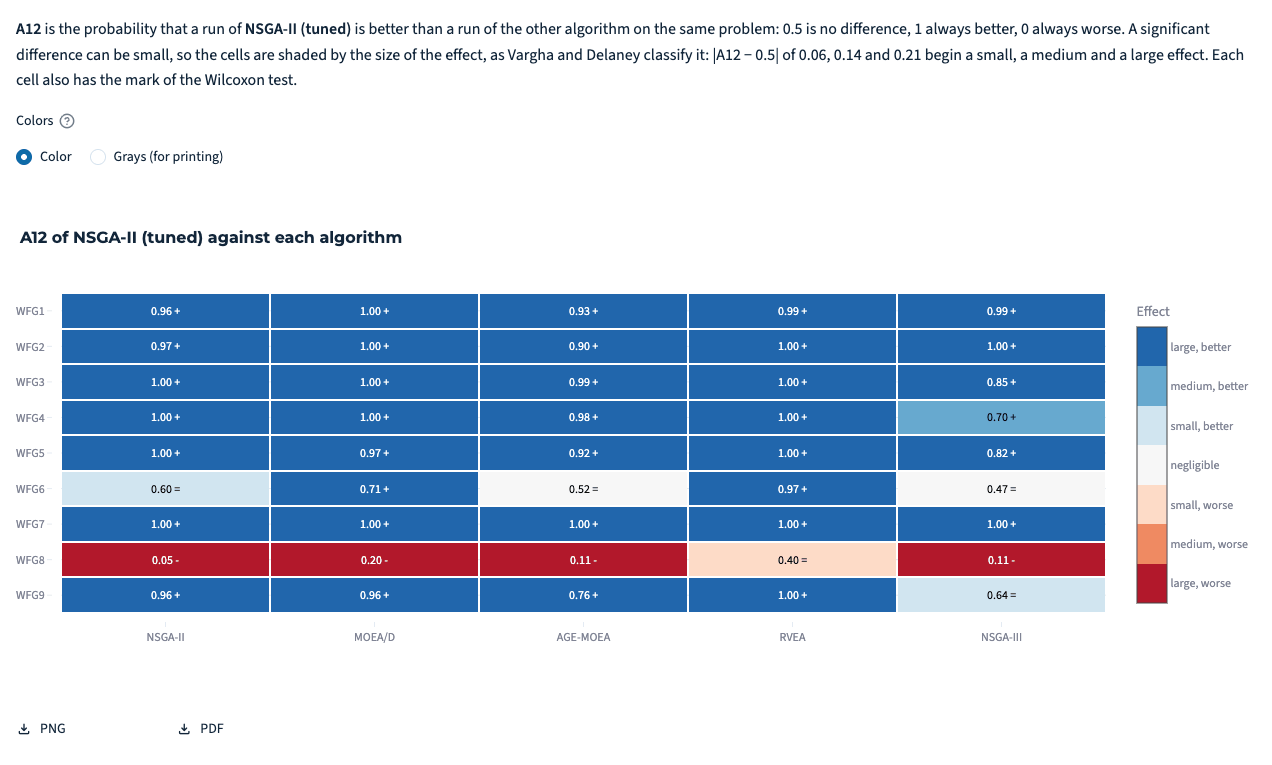 A12 is the probability that a run of NSGA-II (tuned) is better than a run of the other algorithm on the same problem: 0.5 is no difference, 1 always better, 0 always worse. A significant
difference can be small, so the cells are shaded by the size of the effect, as Vargha and Delaney classify it: |A12 − 0.5| of 0.06, 0.14 and 0.21 begin a small, a medium and a large effect. Each
cell also has the mark of the Wilcoxon test.
Colors ?
Color Grays (for printing)
A12 of NSGA-II (tuned) against each algorithm
WFG1 0.96 + 1.00 + 0.93 + 0.99 + 0.99 +
WFG2 0.97 + 1.00 + 0.90 + 1.00 + 1.00 +
WFG3 1.00 + 1.00 + 0.99 + 1.00 + 0.85 +
WFG4 1.00 + 1.00 + 0.98 + 1.00 + 0.70 +
WFG5 1.00 + 0.97 + 0.92 + 1.00 + 0.82 +
WFG6 0.60 = 0.71 + 0.52 = 0.97 + 0.47 =
WFG7 1.00 + 1.00 + 1.00 + 1.00 + 1.00 +
WFG8 0.05 - 0.20 - 0.11 - 0.40 = 0.11 -
WFG9 0.96 + 0.96 + 0.76 + 1.00 + 0.64 =
NSGA-II MOEA/D AGE-MOEA RVEA NSGA-III
Effect
large, better
medium, better
small, better
negligible
small, worse
medium, worse
large, worse
PNG PDF